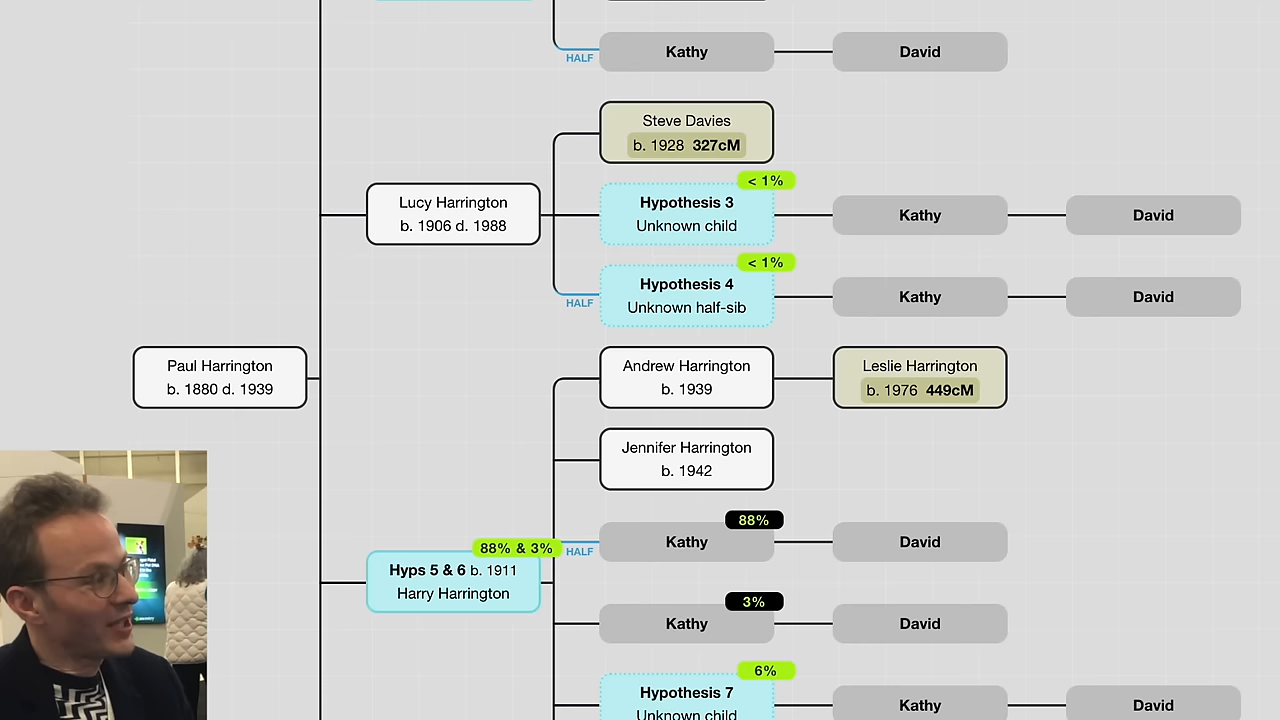 HALF
Kathy
David
Steve Davies
b. 1928 327cM
< 1%
Lucy Harrington
b. 1906 d. 1988
Hypothesis 3
Unknown child
Kathy
David
< 1%
Hypothesis 4
Unknown half-sib
HALF
Kathy
David
Paul Harrington
b. 1880 d. 1939
Andrew Harrington
b. 1939
Leslie Harrington
b. 1976 449cM
Jennifer Harrington
b. 1942
88%
88% & 3%
HALF
Kathy
David
Hyps 5 & 6 b. 1911
Harry Harrington
3%
Kathy
David
6%
Hypothesis 7
Unknown child
Kathy
David